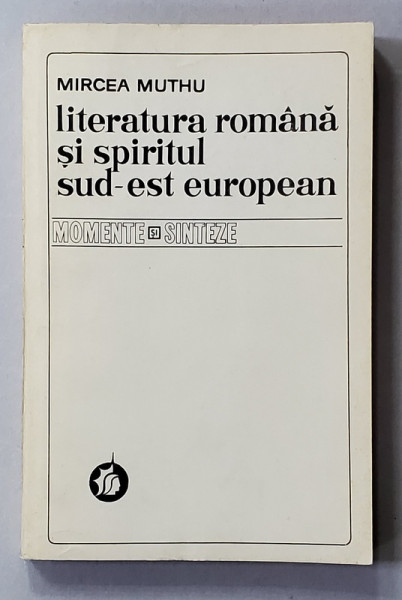 MIRCEA MUTHU
literatura română
și spiritul
sud-est european
MOMENTE ȘI SINTEZE